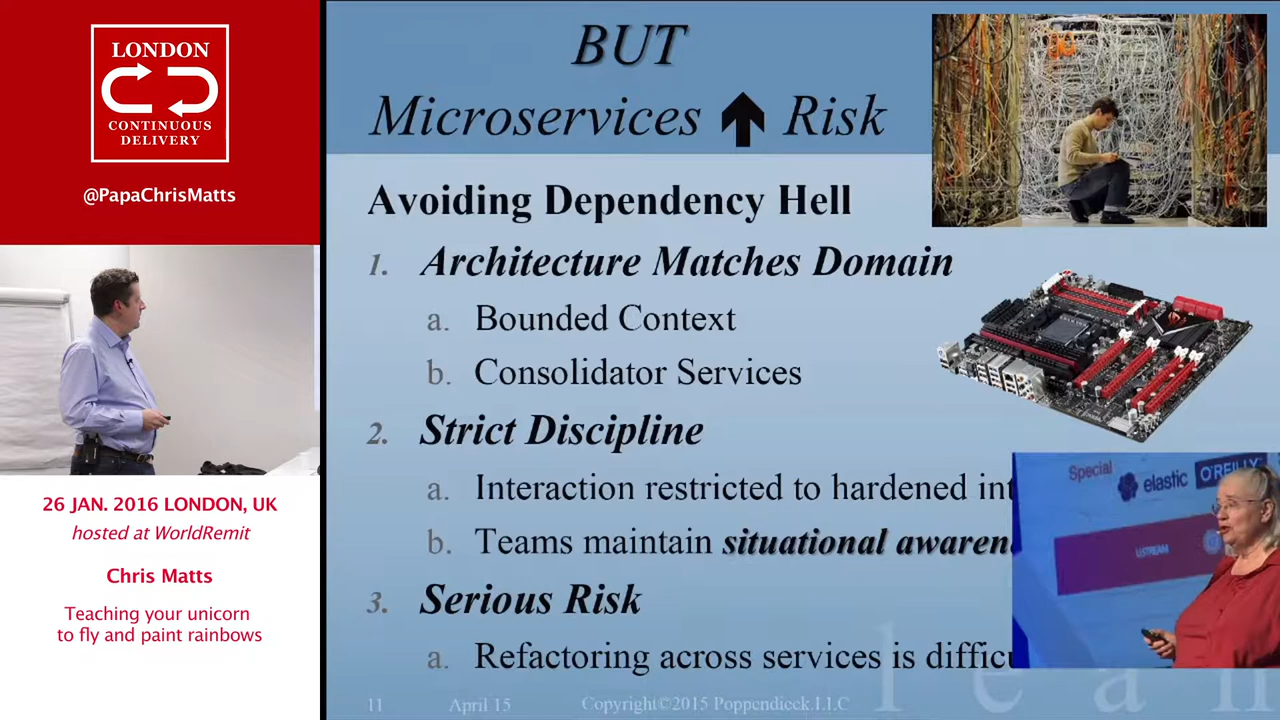 LONDON
CONTINUOUS
DELIVERY
@PapaChrisMatts
26 JAN. 2016 LONDON, UK
hosted at WorldRemit
Chris Matts
Teaching your unicorn
to fly and paint rainbows
BUT
Microservices Risk
Avoiding Dependency Hell
1. Architecture Matches Domain
a. Bounded Context
b. Consolidator Services
2. Strict Discipline
a. Interaction restricted to hardened int
b. Teams maintain situational awaren
3. Serious Risk
a. Refactoring across services is difficu
Special
elastic
O'REILLY
USTREAM
11 April 15 Copyright©2015 Poppendieck.LLC
l e a n